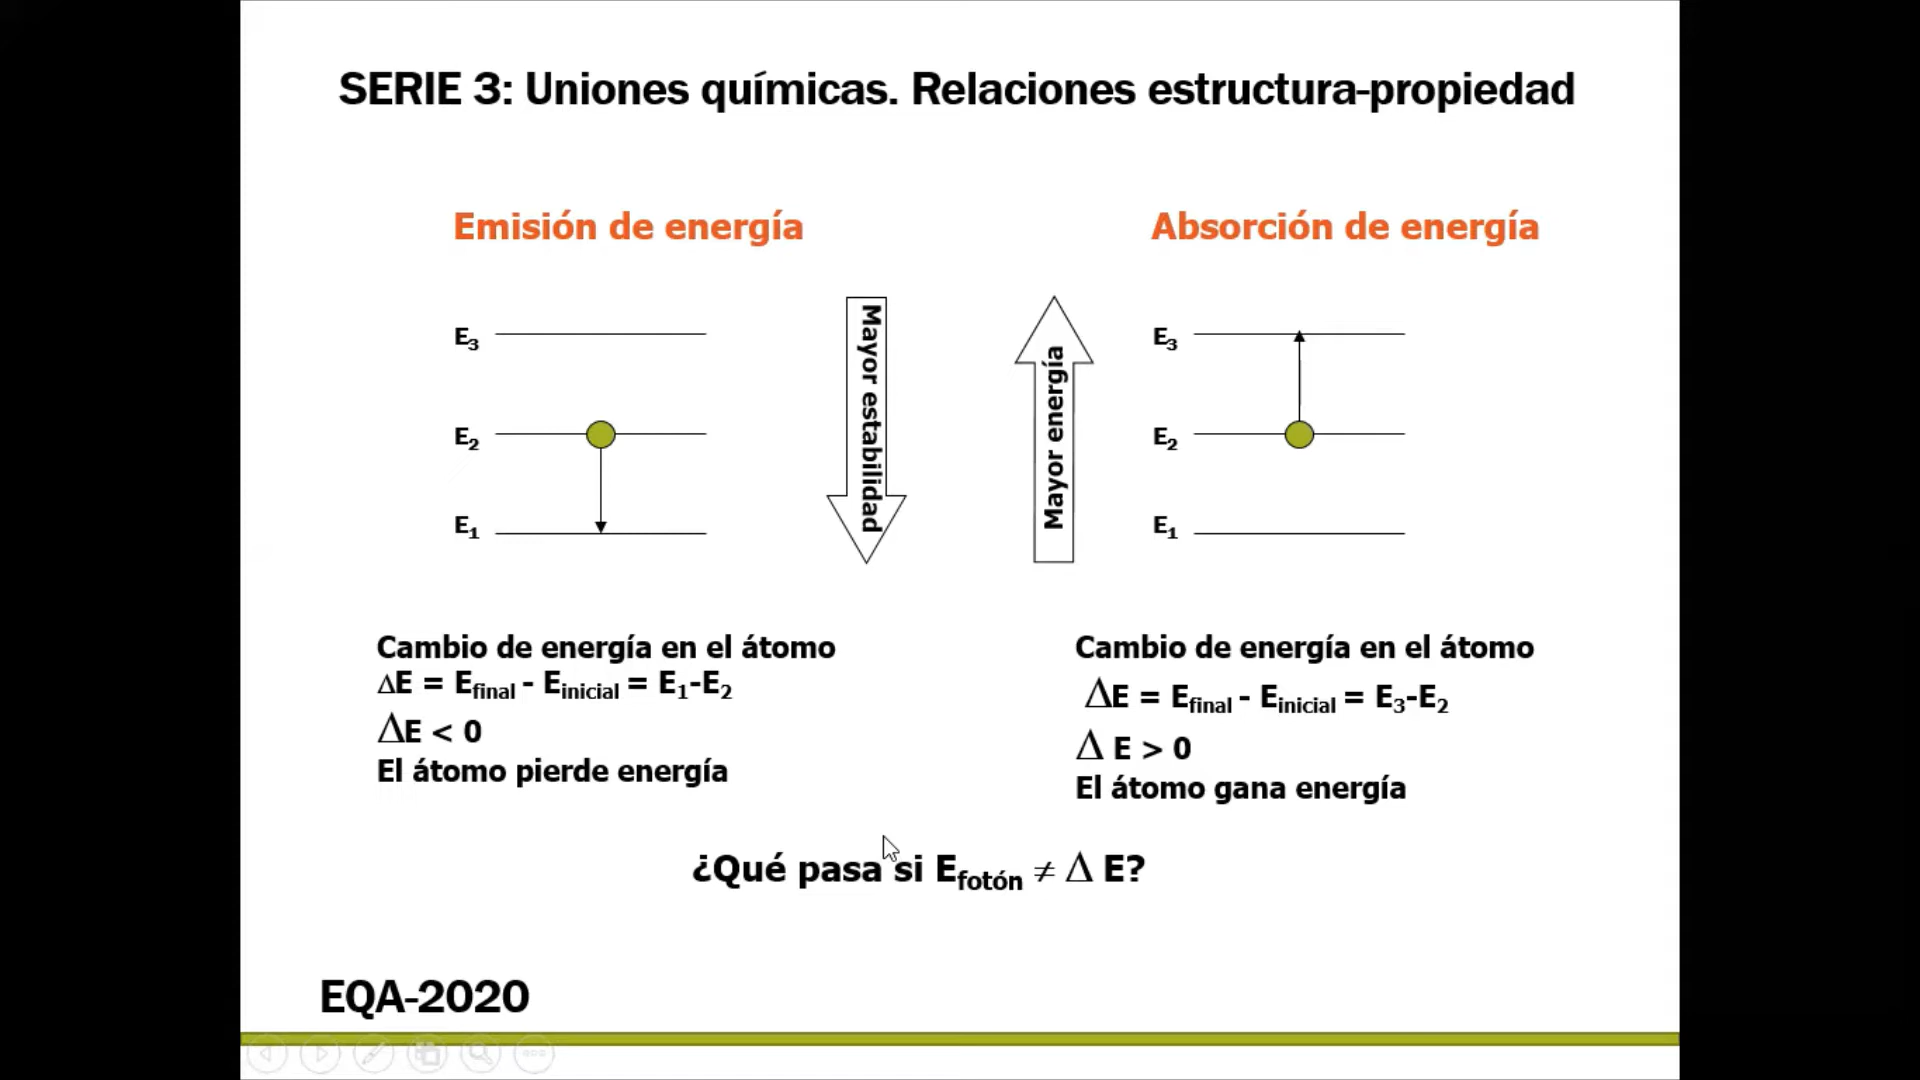 SERIE 3: Uniones químicas. Relaciones estructura-propiedad
Emisión de energía
E₃
E₂
E₁
Mayor estabilidad
Cambio de energía en el átomo
ΔE = Efinal - Einicial = E₁-E₂
ΔE < 0
El átomo pierde energía
Absorción de energía
Mayor energía
E₃
E₂
E₁
Cambio de energía en el átomo
ΔE = Efinal - Einicial = E₃-E₂
Δ E > 0
El átomo gana energía
¿Qué pasa si Efotón ≠ Δ E?
EQA-2020